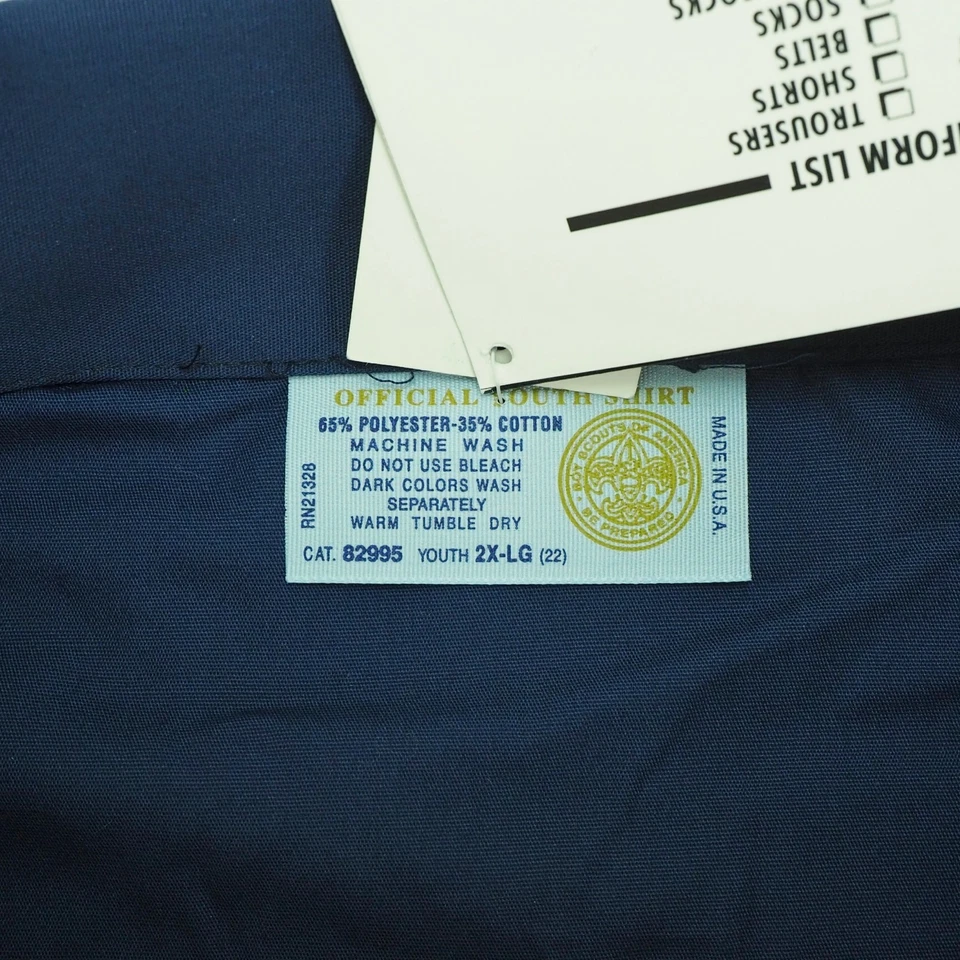 UNIFORM LIST
TROUSERS
SHORTS
BELTS
SOCKS
OFFICIAL YOUTH SHIRT
65% POLYESTER-35% COTTON
MACHINE WASH
DO NOT USE BLEACH
DARK COLORS WASH
SEPARATELY
WARM TUMBLE DRY
CAT. 82995 YOUTH 2X-LG (22)
RN21328
BOY SCOUTS OF AMERICA
BE PREPARED
MADE IN U.S.A.